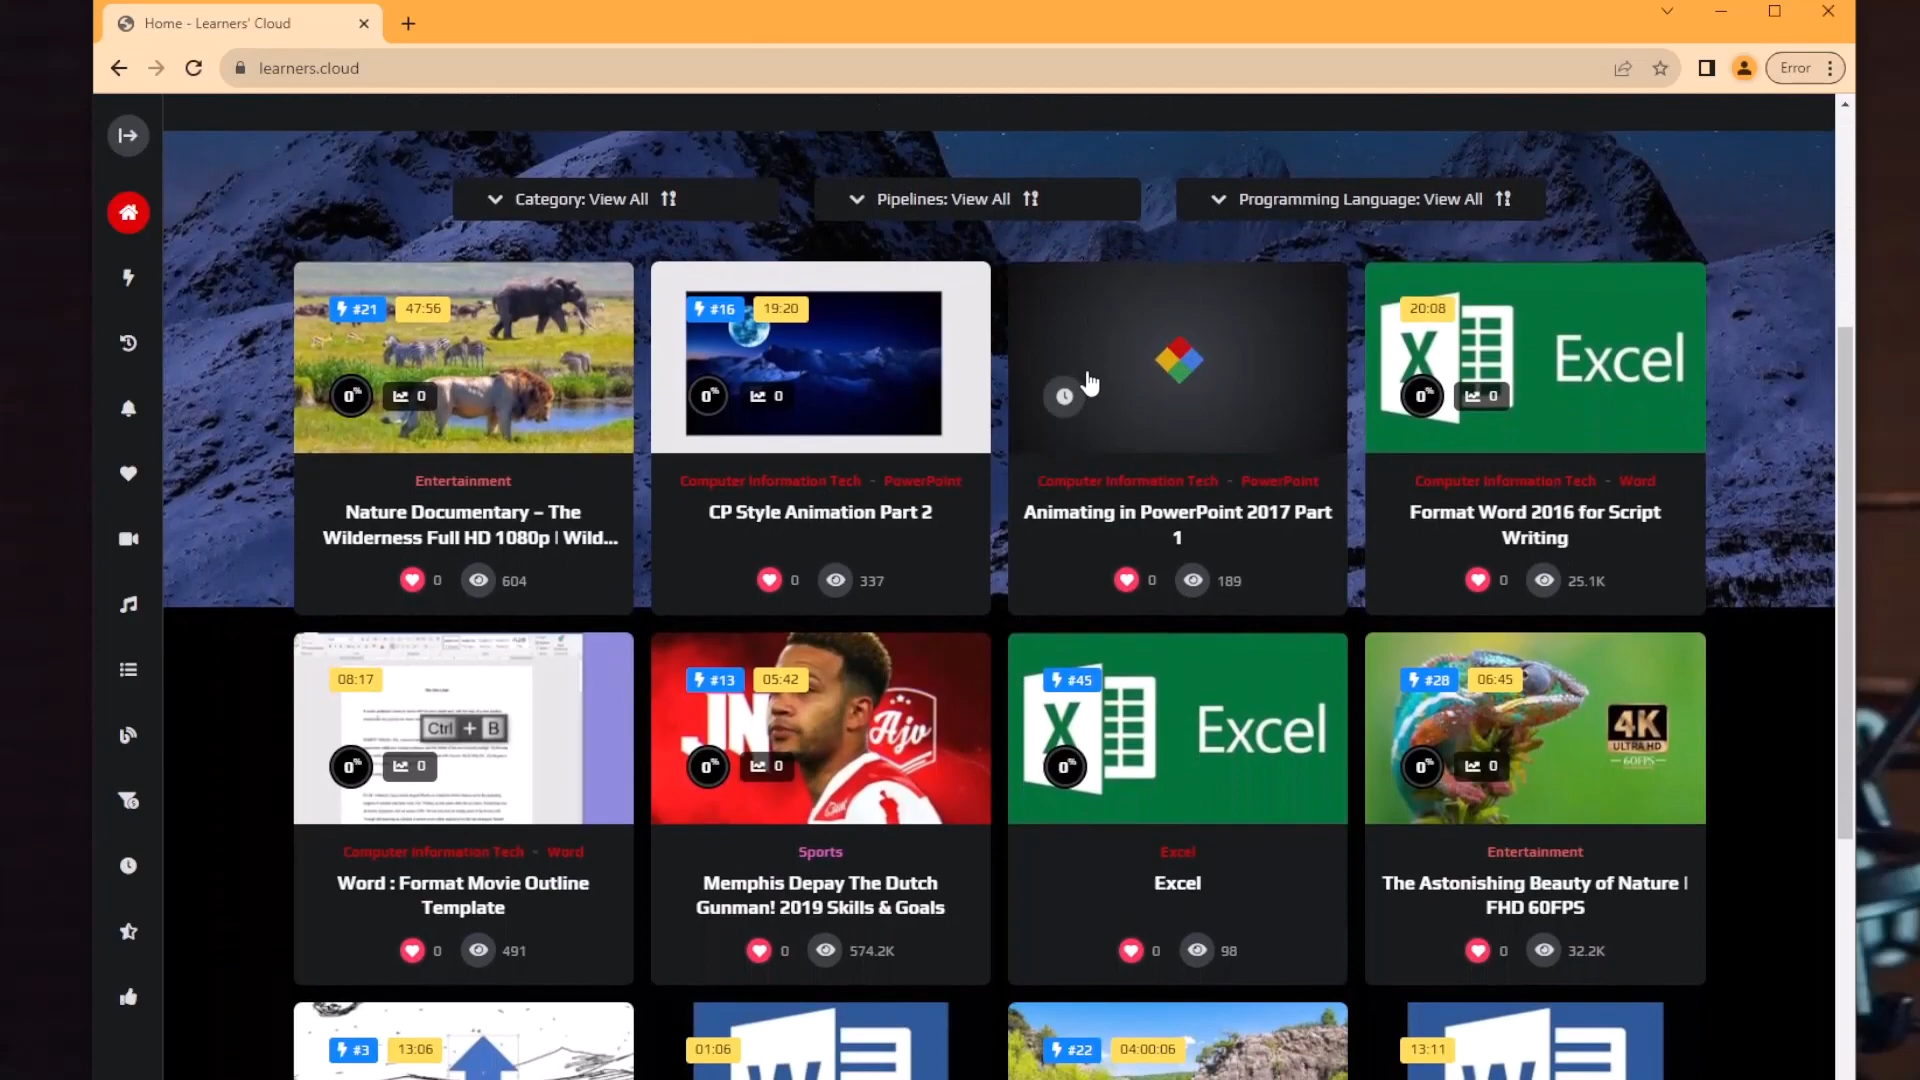 Home - Learners' Cloud
learners.cloud
Error
Category: View All
Pipelines: View All
Programming Language: View All
#21 47:56
0% 0
Entertainment
Nature Documentary – The
Wilderness Full HD 1080p | Wild...
0 604
#16 19:20
0% 0
Computer Information Tech - PowerPoint
CP Style Animation Part 2
0 337
Computer Information Tech - PowerPoint
Animating in PowerPoint 2017 Part
1
0 189
20:08
X Excel
0% 0
Computer Information Tech - Word
Format Word 2016 for Script
Writing
0 25.1K
08:17
Ctrl + B
0% 0
Computer Information Tech - Word
Word : Format Movie Outline
Template
0 491
#13 05:42
JN
Ajv
0% 0
Sports
Memphis Depay The Dutch
Gunman! 2019 Skills & Goals
0 574.2K
#45
X Excel
0%
Excel
Excel
0 98
#28 06:45
4K
ULTRA HD
60FPS
0% 0
Entertainment
The Astonishing Beauty of Nature |
FHD 60FPS
0 32.2K
#3 13:06
01:06
W
#22 04:00:06
13:11
W